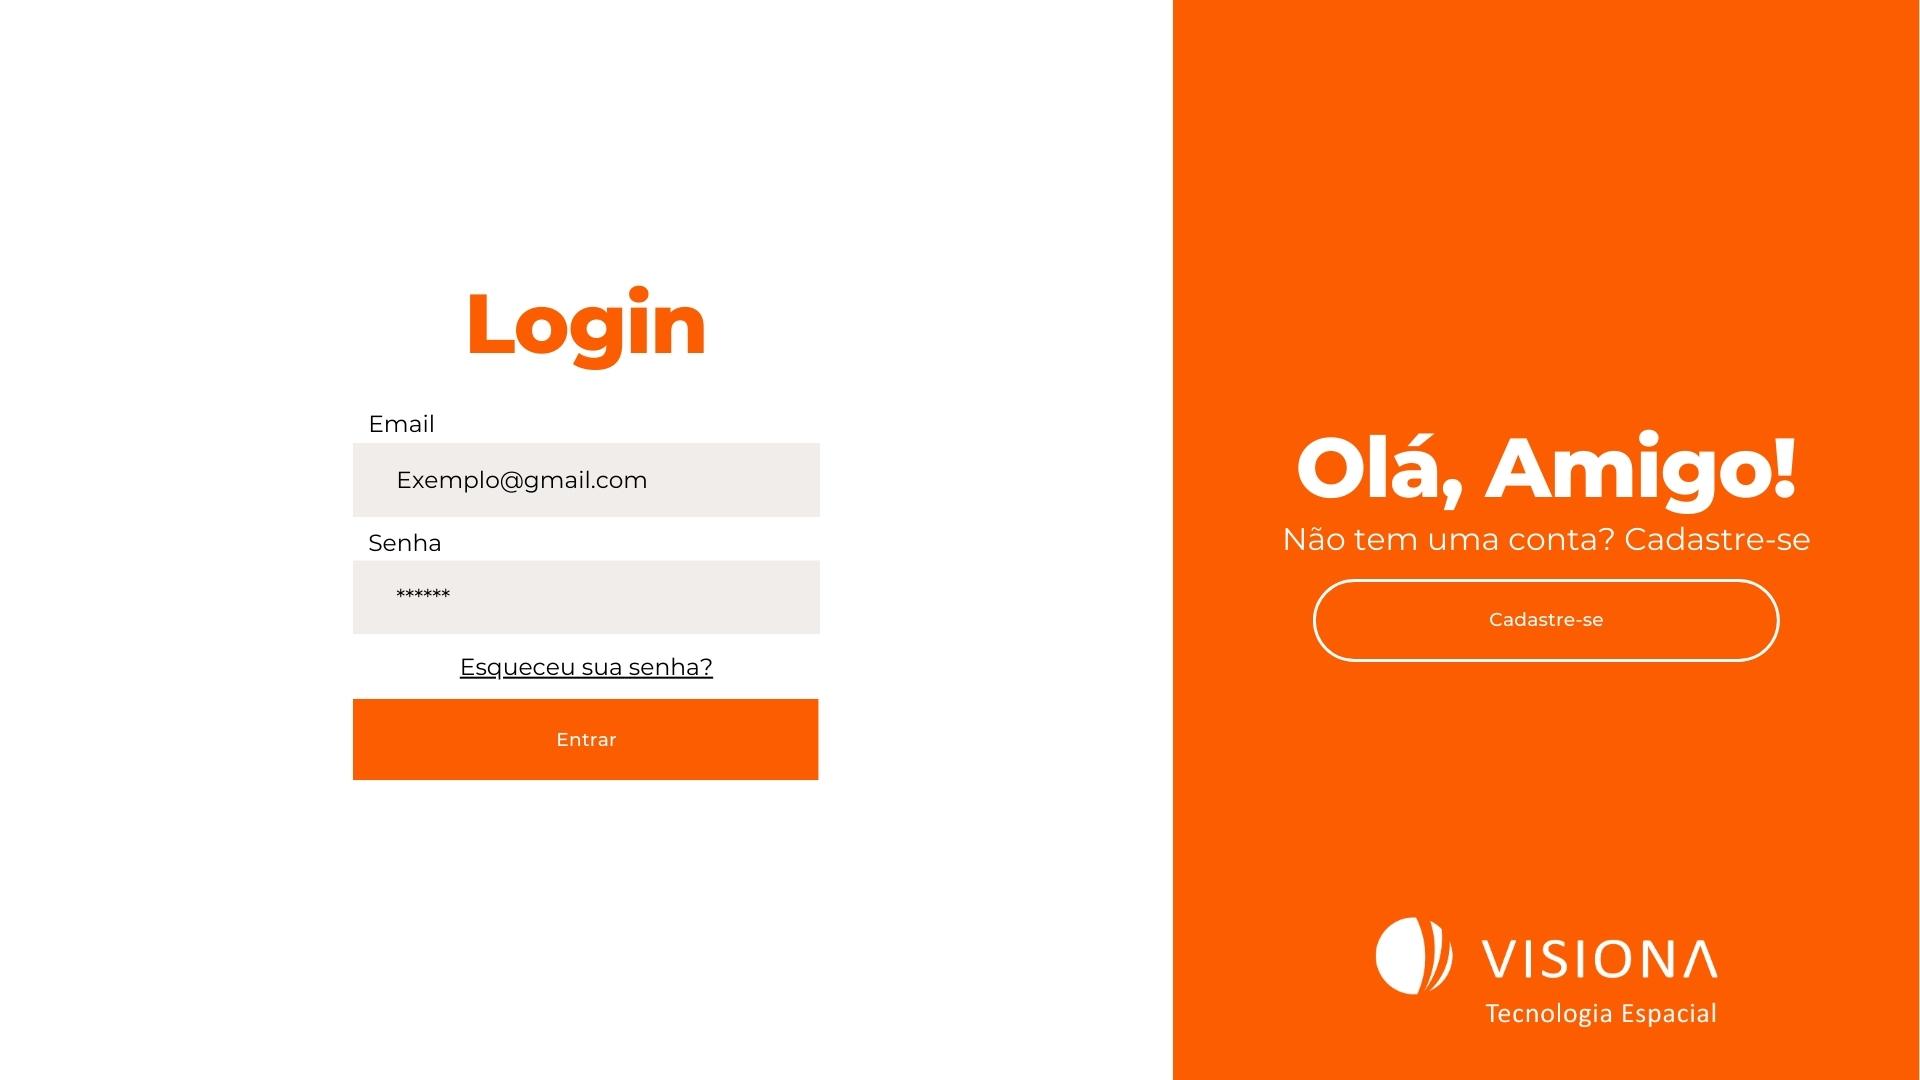 Login
Email
Exemplo@gmail.com
Senha
******
Esqueceu sua senha?
Entrar
Olá, Amigo!
Não tem uma conta? Cadastre-se
Cadastre-se
VISIONA
Tecnologia Espacial